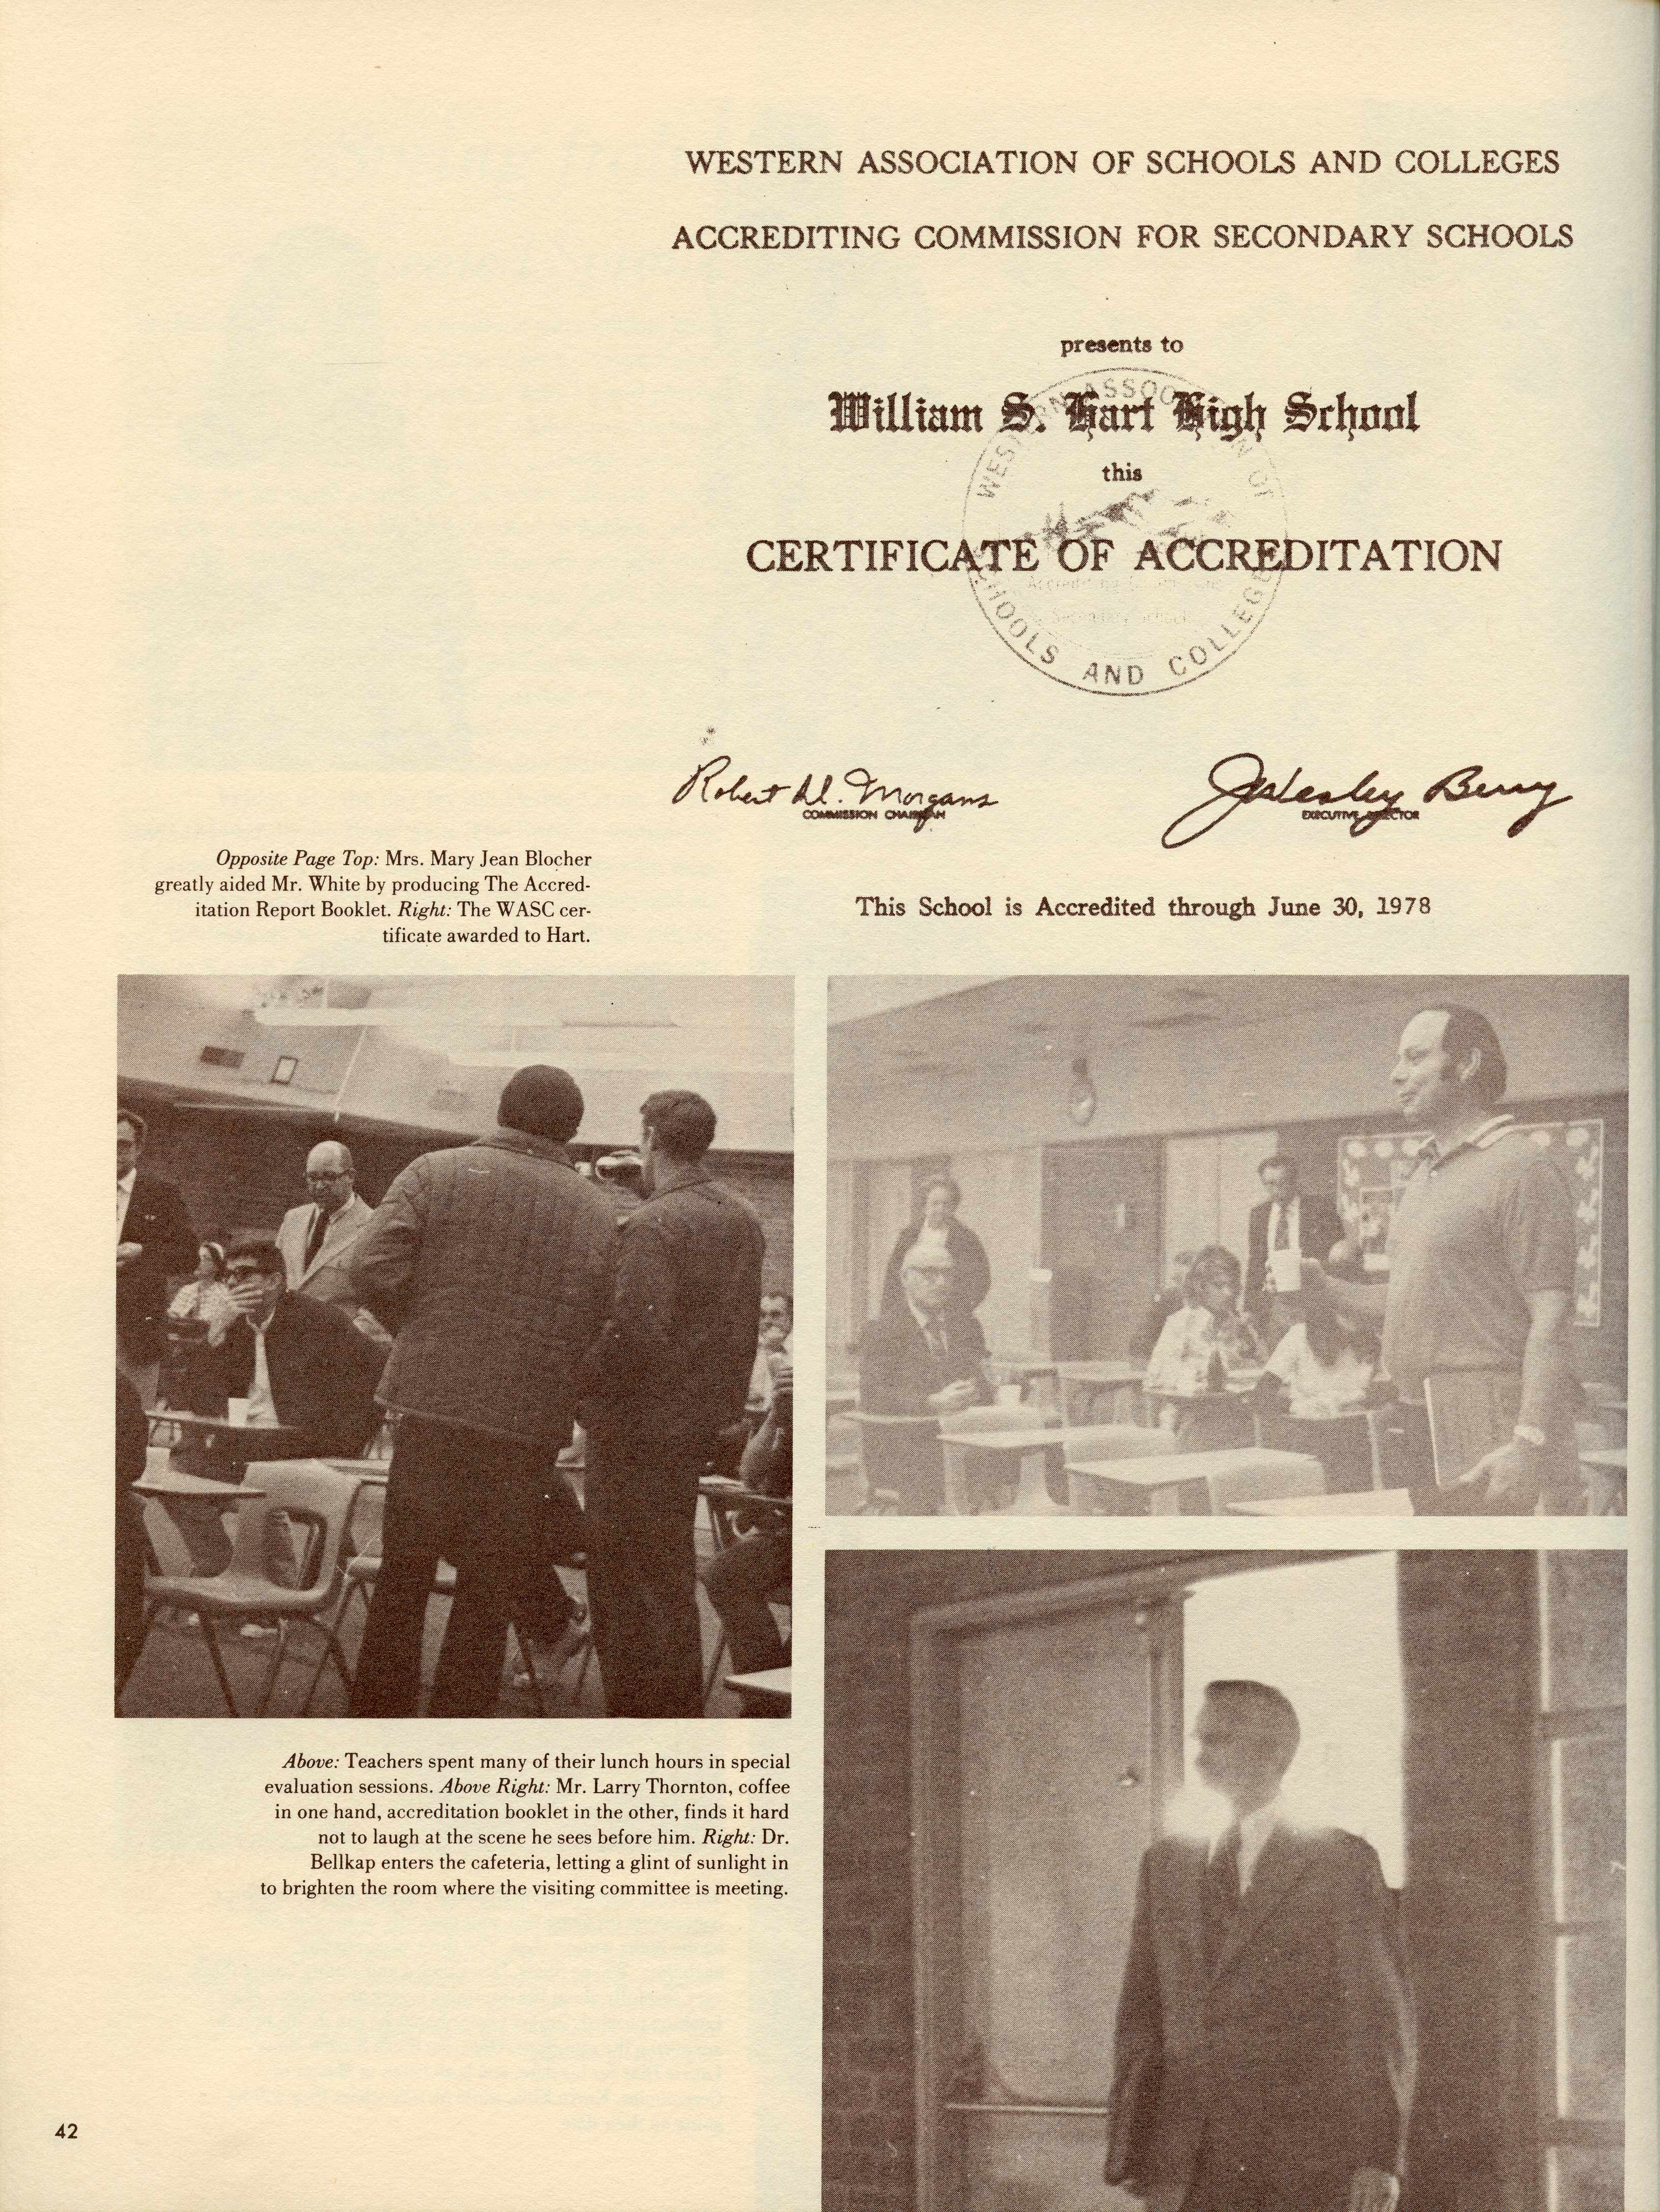 WESTERN ASSOCIATION OF SCHOOLS AND COLLEGES
ACCREDITING COMMISSION FOR SECONDARY SCHOOLS
presents to
William S. Hart High School
this
CERTIFICATE OF ACCREDITATION
SCHOOLS AND COLLEGES
Robert W. Morgans
COMMISSION CHAIRMAN
J Wesley Berry
EXECUTIVE DIRECTOR
This School is Accredited through June 30, 1978
Opposite Page Top: Mrs. Mary Jean Blocher
greatly aided Mr. White by producing The Accred-
itation Report Booklet. Right: The WASC cer-
tificate awarded to Hart.
Above: Teachers spent many of their lunch hours in special
evaluation sessions. Above Right: Mr. Larry Thornton, coffee
in one hand, accreditation booklet in the other, finds it hard
not to laugh at the scene he sees before him. Right: Dr.
Bellkap enters the cafeteria, letting a glint of sunlight in
to brighten the room where the visiting committee is meeting.
42